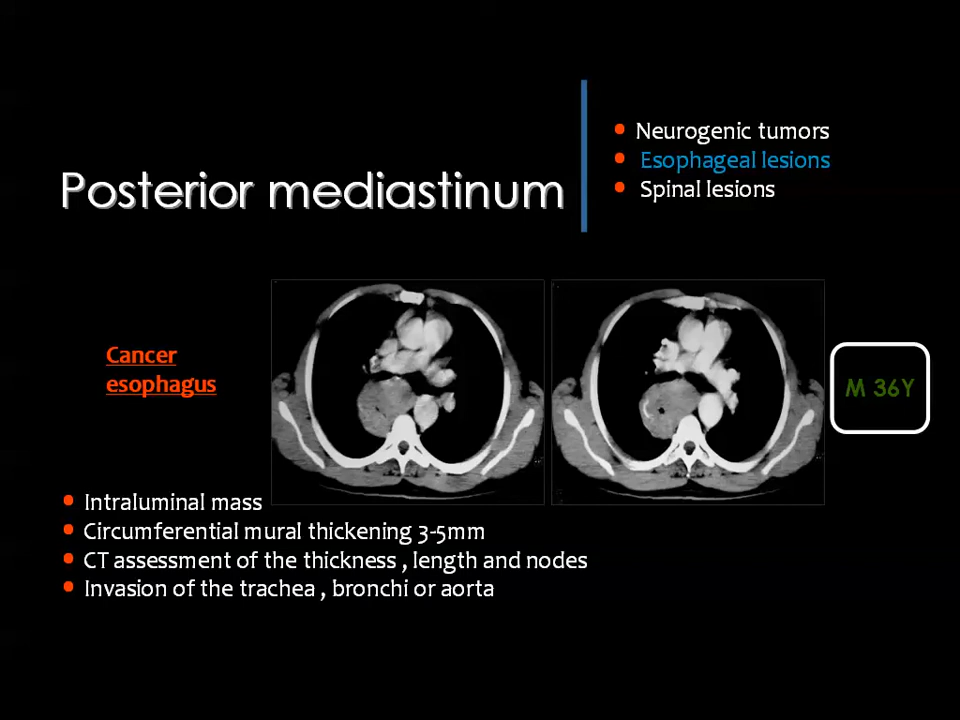 Posterior mediastinum
• Neurogenic tumors
• Esophageal lesions
• Spinal lesions
Cancer
esophagus
M 36Y
• Intraluminal mass
• Circumferential mural thickening 3-5mm
• CT assessment of the thickness , length and nodes
• Invasion of the trachea , bronchi or aorta